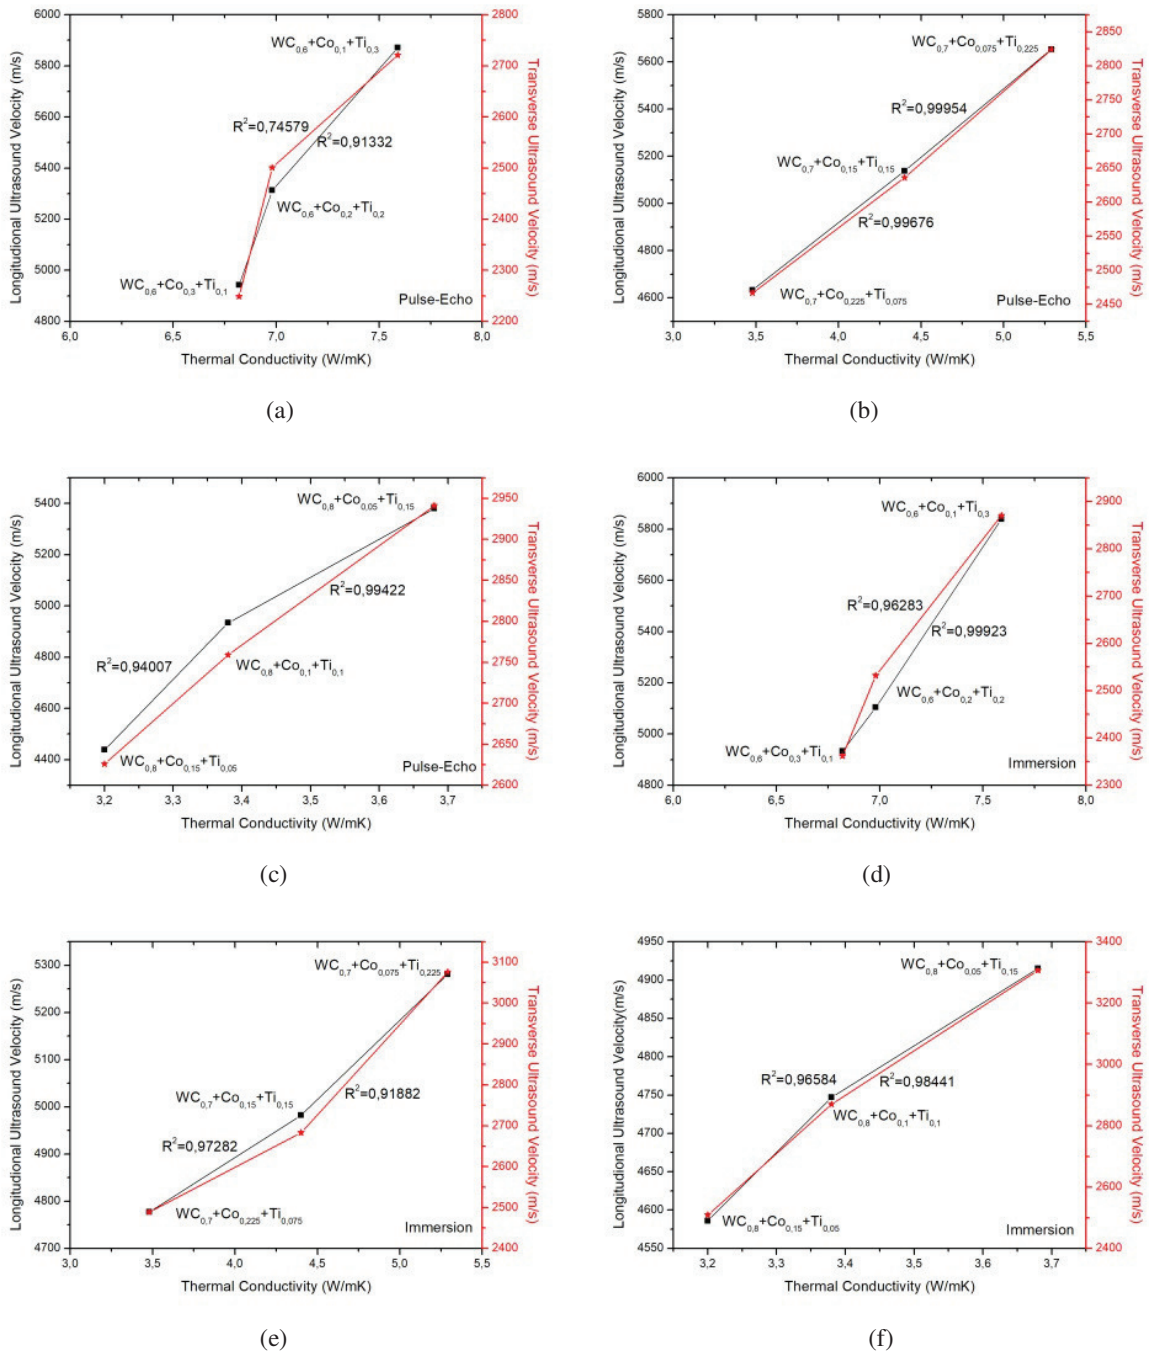 6000
5800
5600
5400
5200
5000
4800
Longitudional Ultrasound Velocity (m/s)
WC0,6+Co0,1+Ti0,3
R2=0,74579
R2=0,91332
WC0,6+Co0,2+Ti0,2
WC0,6+Co0,3+Ti0,1
Pulse-Echo
2800
2700
2600
2500
2400
2300
2200
Transverse Ultrasound Velocity (m/s)
6,0 6,5 7,0 7,5 8,0
Thermal Conductivity (W/mK)
(a)
5800
5600
5400
5200
5000
4800
4600
Longitudional Ultrasound Velocity (m/s)
WC0,7+Co0,075+Ti0,225
R2=0,99954
WC0,7+Co0,15+Ti0,15
R2=0,99676
WC0,7+Co0,225+Ti0,075
Pulse-Echo
2850
2800
2750
2700
2650
2600
2550
2500
2450
Transverse Ultrasound Velocity (m/s)
3,0 3,5 4,0 4,5 5,0 5,5
Thermal Conductivity (W/mK)
(b)
5400
5200
5000
4800
4600
4400
Longitudional Ultrasound Velocity (m/s)
WC0,8+Co0,05+Ti0,15
R2=0,99422
R2=0,94007
WC0,8+Co0,1+Ti0,1
WC0,8+Co0,15+Ti0,05
Pulse-Echo
2950
2900
2850
2800
2750
2700
2650
2600
Transverse Ultrasound Velocity (m/s)
3,2 3,3 3,4 3,5 3,6 3,7
Thermal Conductivity (W/mK)
(c)
6000
5800
5600
5400
5200
5000
4800
Longitudional Ultrasound Velocity (m/s)
WC0,6+Co0,1+Ti0,3
R2=0,96283
R2=0,99923
WC0,6+Co0,2+Ti0,2
WC0,6+Co0,3+Ti0,1
Immersion
2900
2800
2700
2600
2500
2400
2300
Transverse Ultrasound Velocity (m/s)
6,0 6,5 7,0 7,5 8,0
Thermal Conductivity (W/mK)
(d)
5300
5200
5100
5000
4900
4800
4700
Longitudional Ultrasound Velocity (m/s)
WC0,7+Co0,075+Ti0,225
WC0,7+Co0,15+Ti0,15
R2=0,91882
R2=0,97282
WC0,7+Co0,225+Ti0,075
Immersion
3100
3000
2900
2800
2700
2600
2500
2400
Transverse Ultrasound Velocity (m/s)
3,0 3,5 4,0 4,5 5,0 5,5
Thermal Conductivity (W/mK)
(e)
4950
4900
4850
4800
4750
4700
4650
4600
4550
Longitudional Ultrasound Velocity(m/s)
WC0,8+Co0,05+Ti0,15
R2=0,96584
R2=0,98441
WC0,8+Co0,1+Ti0,1
WC0,8+Co0,15+Ti0,05
Immersion
3400
3200
3000
2800
2600
2400
Transverse Ultrasound Velocity (m/s)
3,2 3,3 3,4 3,5 3,6 3,7
Thermal Conductivity (W/mK)
(f)